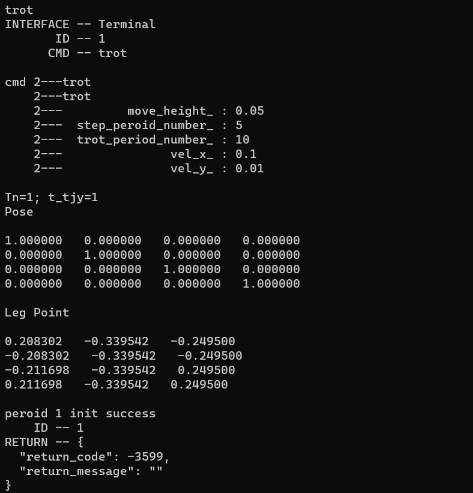 trot
INTERFACE -- Terminal
ID -- 1
CMD -- trot
cmd 2---trot
2---trot
2--- move_height_ : 0.05
2--- step_peroid_number_ : 5
2--- trot_period_number_ : 10
2--- vel_x_ : 0.1
2--- vel_y_ : 0.01
Tn=1; t_tjy=1
Pose
1.000000 0.000000 0.000000 0.000000
0.000000 1.000000 0.000000 0.000000
0.000000 0.000000 1.000000 0.000000
0.000000 0.000000 0.000000 1.000000
Leg Point
0.208302 -0.339542 -0.249500
-0.208302 -0.339542 -0.249500
-0.211698 -0.339542 0.249500
0.211698 -0.339542 0.249500
peroid 1 init success
ID -- 1
RETURN -- {
"return_code": -3599,
"return_message": ""
}